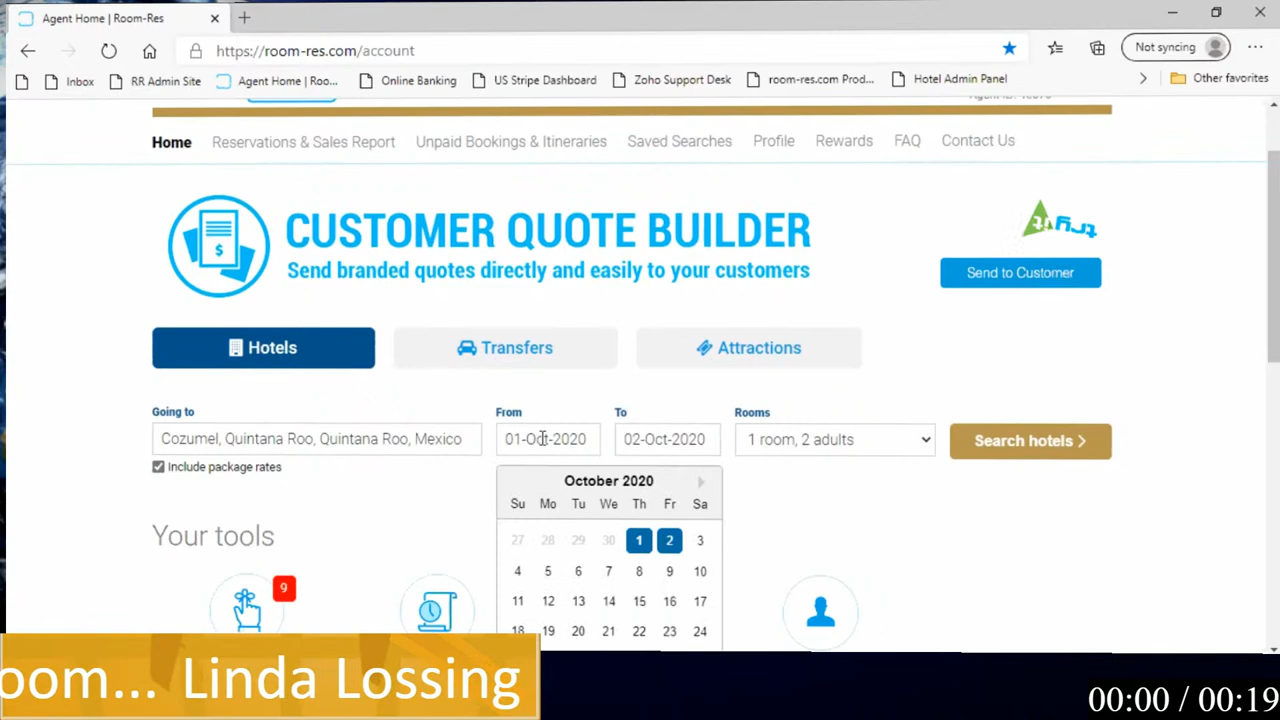 Agent Home | Room-Res
https://room-res.com/account
Not syncing
Inbox
RR Admin Site
Agent Home | Roo...
Online Banking
US Stripe Dashboard
Zoho Support Desk
room-res.com Prod...
Hotel Admin Panel
Other favorites
Home
Reservations & Sales Report
Unpaid Bookings & Itineraries
Saved Searches
Profile
Rewards
FAQ
Contact Us
CUSTOMER QUOTE BUILDER
Send branded quotes directly and easily to your customers
$
Send to Customer
Hotels
Transfers
Attractions
Going to
From
To
Rooms
Cozumel, Quintana Roo, Quintana Roo, Mexico
01-Oct-2020
02-Oct-2020
1 room, 2 adults
Search hotels
Include package rates
October 2020
Su Mo Tu We Th Fr Sa
27 28 29 30 1 2 3
4 5 6 7 8 9 10
11 12 13 14 15 16 17
18 19 20 21 22 23 24
Your tools
9
oom... Linda Lossing
00:00 / 00:19